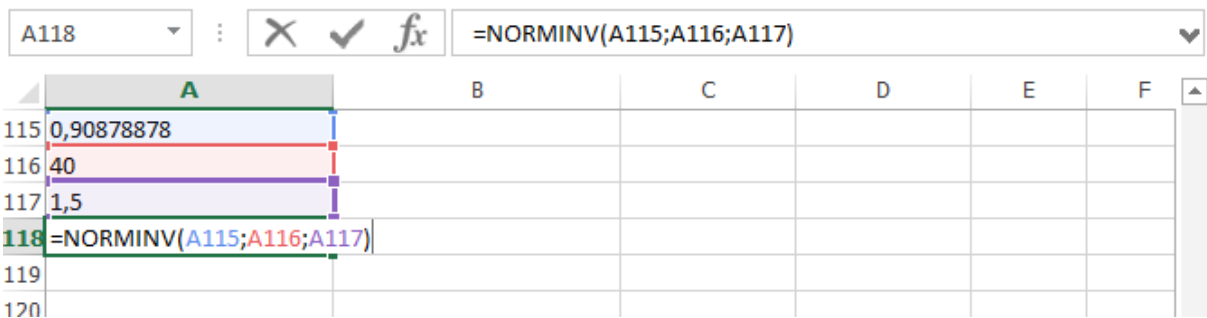 A118 fx =NORMINV(A115;A116;A117)
A B C D E F
115 0,90878878
116 40
117 1,5
118 =NORMINV(A115;A116;A117)
119
120